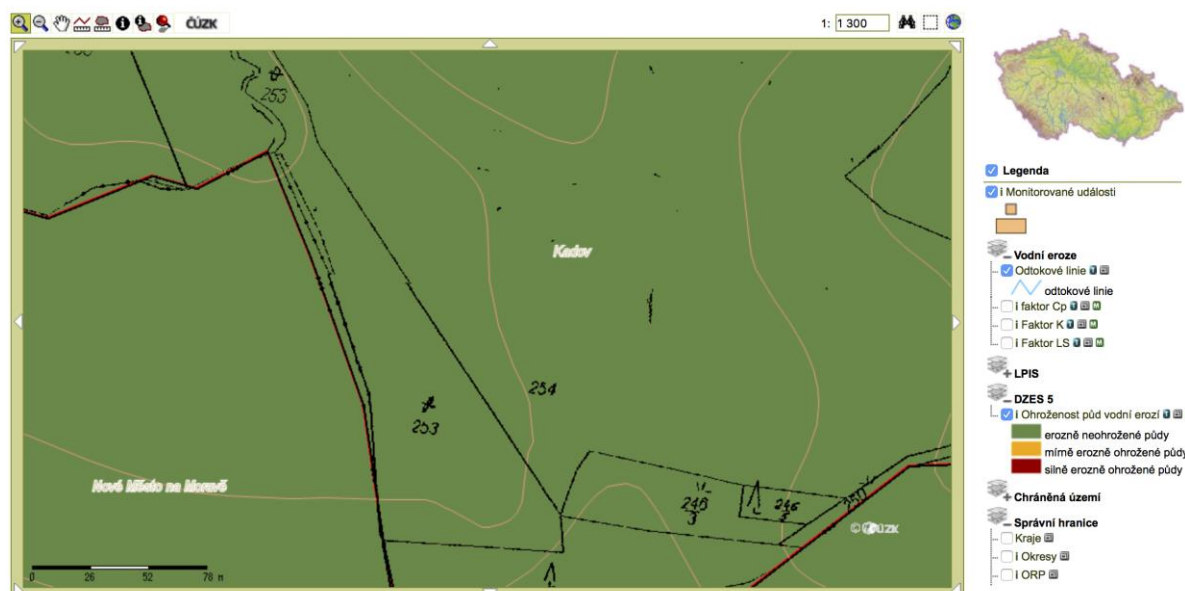 ČÚZK
1: 1 300
253
Kadov
254
253
Nové Město na Moravě
246
3
246
© ČÚZK
0 26 52 78 m
Legenda
i Monitorované události
Vodní eroze
Odtokové linie
odtokové linie
i faktor Cp
i Faktor K
i Faktor LS
LPIS
DZES 5
i Ohroženost půd vodní erozí
erozně neohrožené půdy
mírně erozně ohrožené půdy
silně erozně ohrožené půdy
Chráněná území
Správní hranice
Kraje
i Okresy
i ORP